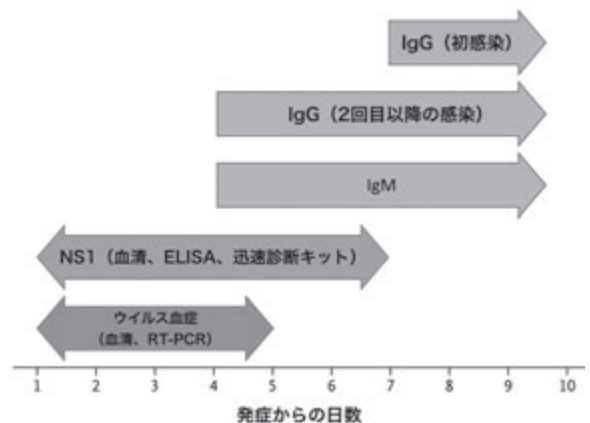 IgG（初感染）
IgG（2回目以降の感染）
IgM
NS1（血清、ELISA、迅速診断キット）
ウイルス血症
（血清、RT-PCR）
1 2 3 4 5 6 7 8 9 10
発症からの日数